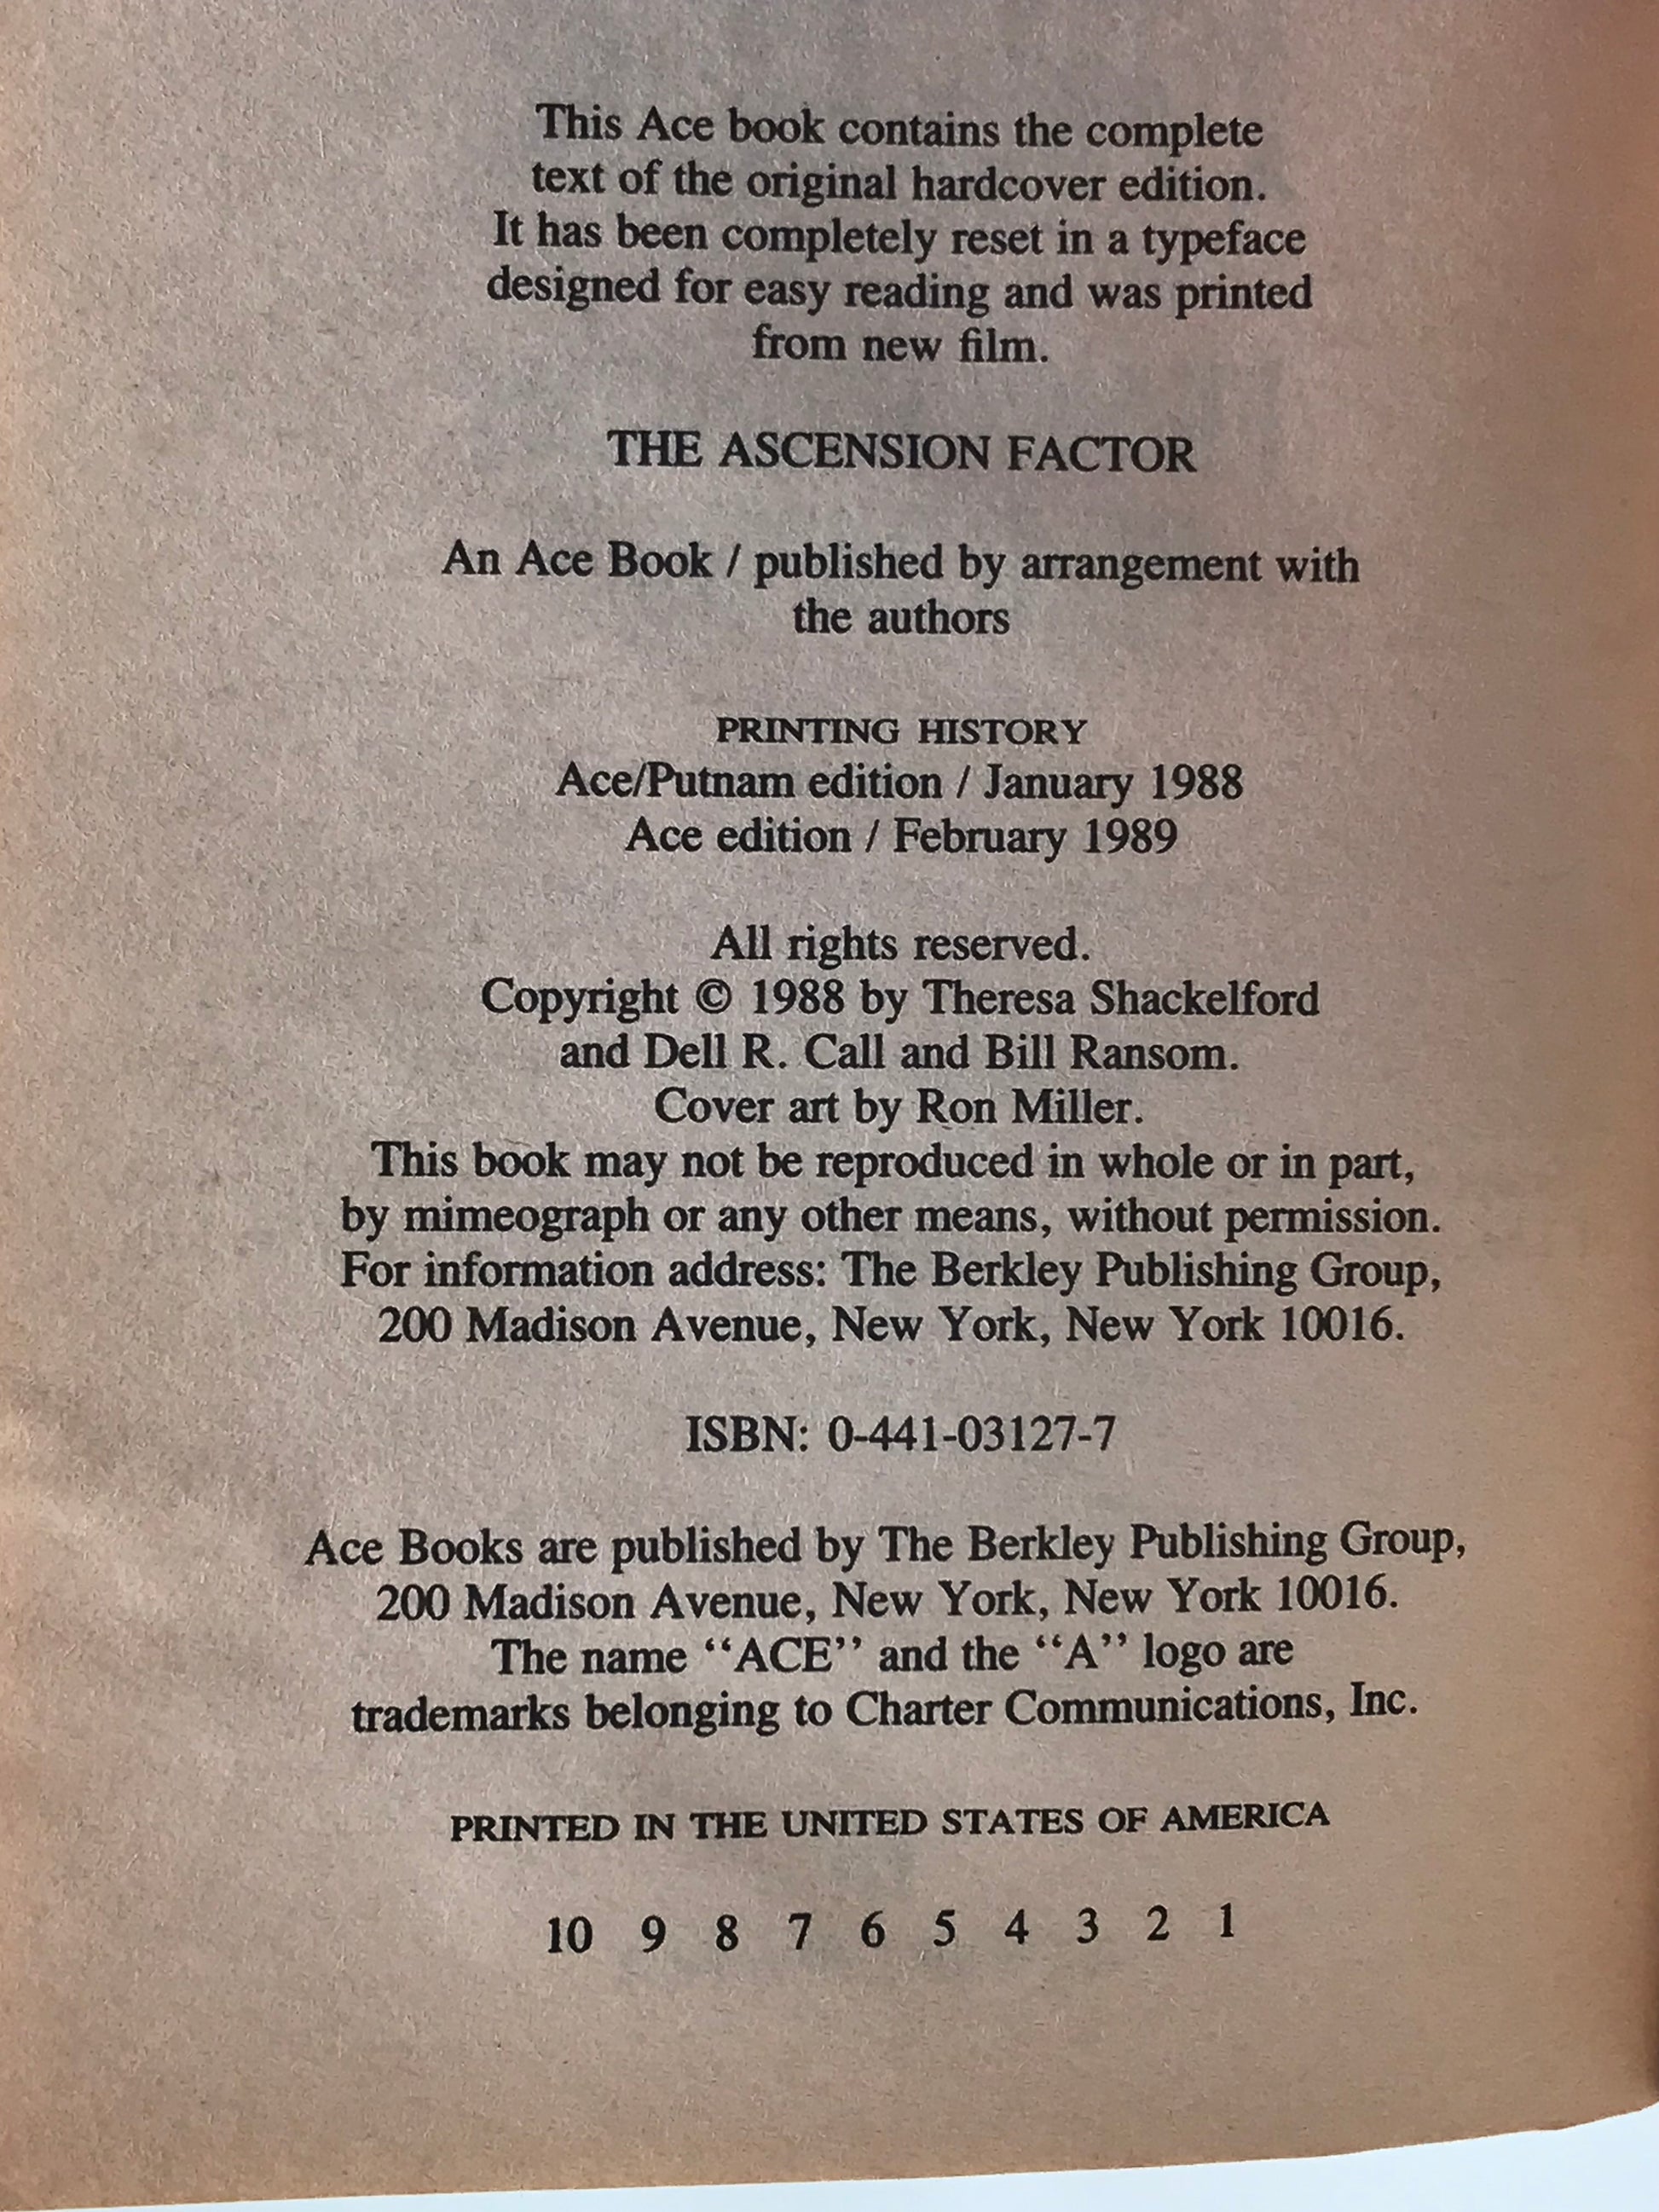 This Ace book contains the complete
text of the original hardcover edition.
It has been completely reset in a typeface
designed for easy reading and was printed
from new film.
THE ASCENSION FACTOR
An Ace Book / published by arrangement with
the authors
PRINTING HISTORY
Ace/Putnam edition / January 1988
Ace edition / February 1989
All rights reserved.
Copyright © 1988 by Theresa Shackelford
and Dell R. Call and Bill Ransom.
Cover art by Ron Miller.
This book may not be reproduced in whole or in part,
by mimeograph or any other means, without permission.
For information address: The Berkley Publishing Group,
200 Madison Avenue, New York, New York 10016.
ISBN: 0-441-03127-7
Ace Books are published by The Berkley Publishing Group,
200 Madison Avenue, New York, New York 10016.
The name ‘‘ACE’’ and the ‘‘A’’ logo are
trademarks belonging to Charter Communications, Inc.
PRINTED IN THE UNITED STATES OF AMERICA
10 9 8 7 6 5 4 3 2 1